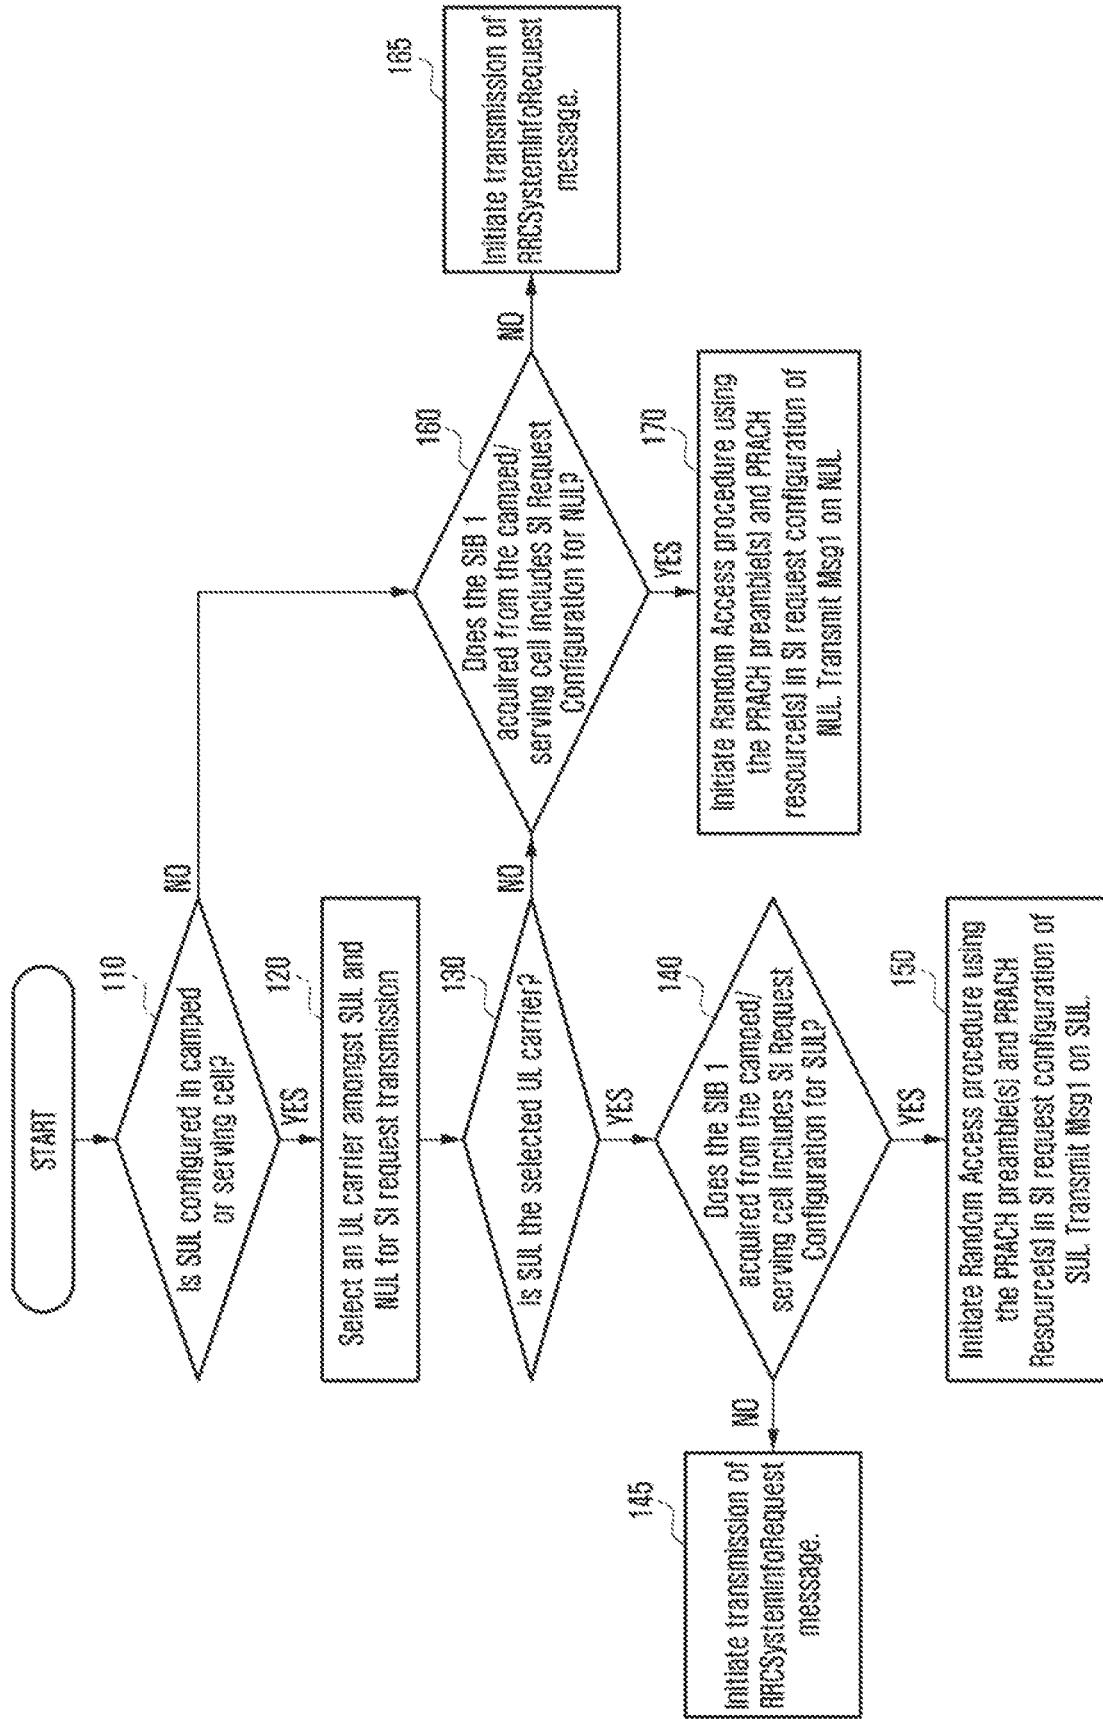 START
110
Is SUL configured in camped
or serving cell?
NO
YES
120
Select an UL carrier amongst SUL and
NUL for SI request transmission
130
Is SUL the selected UL carrier?
NO
YES
140
Does the SIB 1
acquired from the camped/
serving cell includes SI Request
Configuration for SUL?
NO
YES
145
Initiate transmission of
RRCSystemInfoRequest
message.
150
Initiate Random Access procedure using
the PRACH preamble(s) and PRACH
Resource(s) in SI request configuration of
SUL. Transmit Msg1 on SUL.
160
Does the SIB 1
acquired from the camped/
serving cell includes SI Request
Configuration for NUL?
NO
YES
165
Initiate transmission of
RRCSystemInfoRequest
message.
170
Initiate Random Access procedure using
the PRACH preamble(s) and PRACH
resource(s) in SI request configuration of
NUL. Transmit Msg1 on NUL.